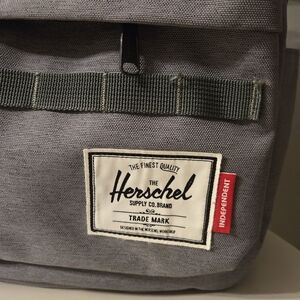 THE FINEST QUALITY
THE
Herschel
SUPPLY CO. BRAND
TRADE MARK
DESIGNED IN THE HERSCHEL WORKSHOP
INDEPENDENT